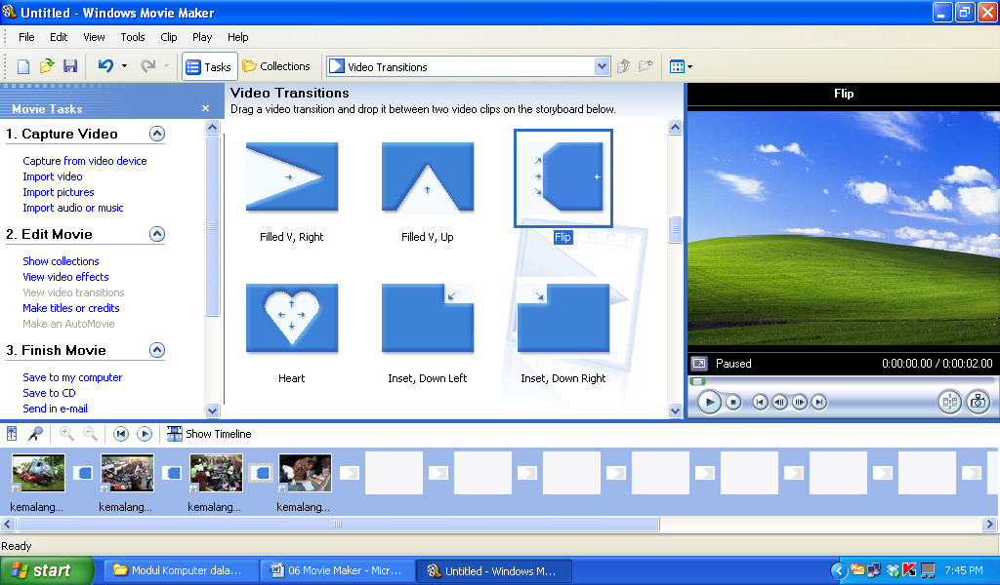 Untitled - Windows Movie Maker
File Edit View Tools Clip Play Help
Tasks Collections Video Transitions
Movie Tasks
1. Capture Video
Capture from video device
Import video
Import pictures
Import audio or music
2. Edit Movie
Show collections
View video effects
View video transitions
Make titles or credits
Make an AutoMovie
3. Finish Movie
Save to my computer
Save to CD
Send in e-mail
Video Transitions
Drag a video transition and drop it between two video clips on the storyboard below.
Filled V, Right
Filled V, Up
Flip
Heart
Inset, Down Left
Inset, Down Right
Flip
Paused 0:00:00.00 / 0:00:02.00
Show Timeline
kemalang...
kemalang...
kemalang...
kemalang...
Ready
start
Modul Komputer dala...
06 Movie Maker - Micr...
Untitled - Windows M...
7:45 PM